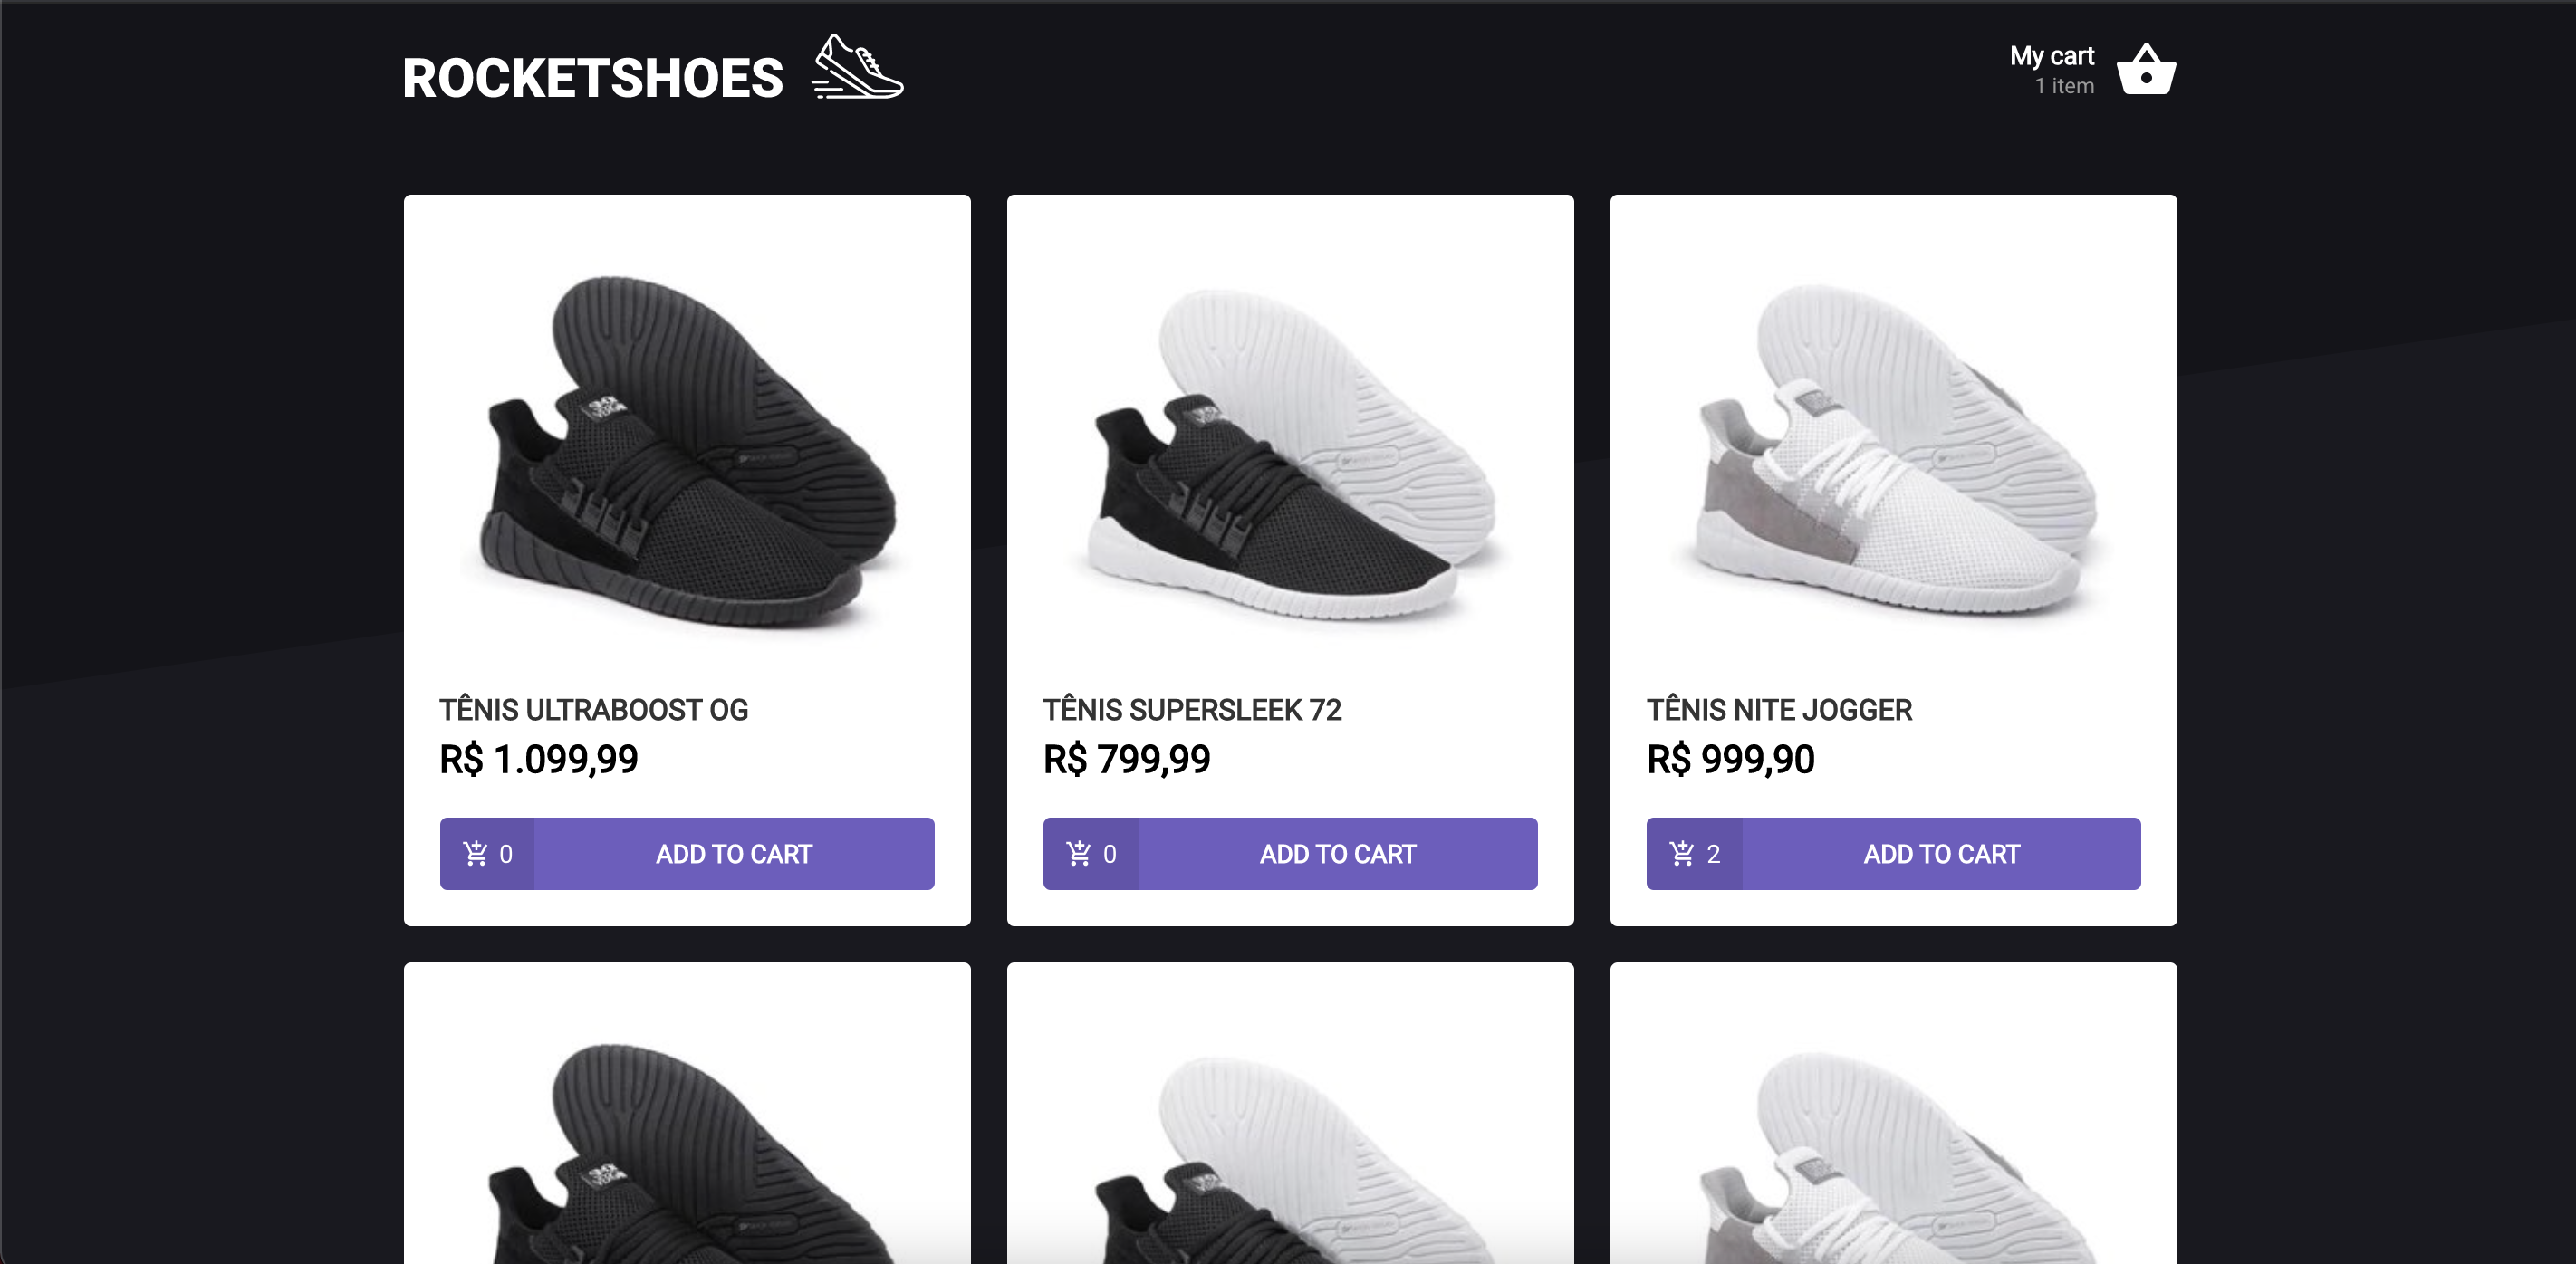 ROCKETSHOES
My cart
1 item
TÊNIS ULTRABOOST OG
R$ 1.099,99
0 ADD TO CART
TÊNIS SUPERSLEEK 72
R$ 799,99
0 ADD TO CART
TÊNIS NITE JOGGER
R$ 999,90
2 ADD TO CART